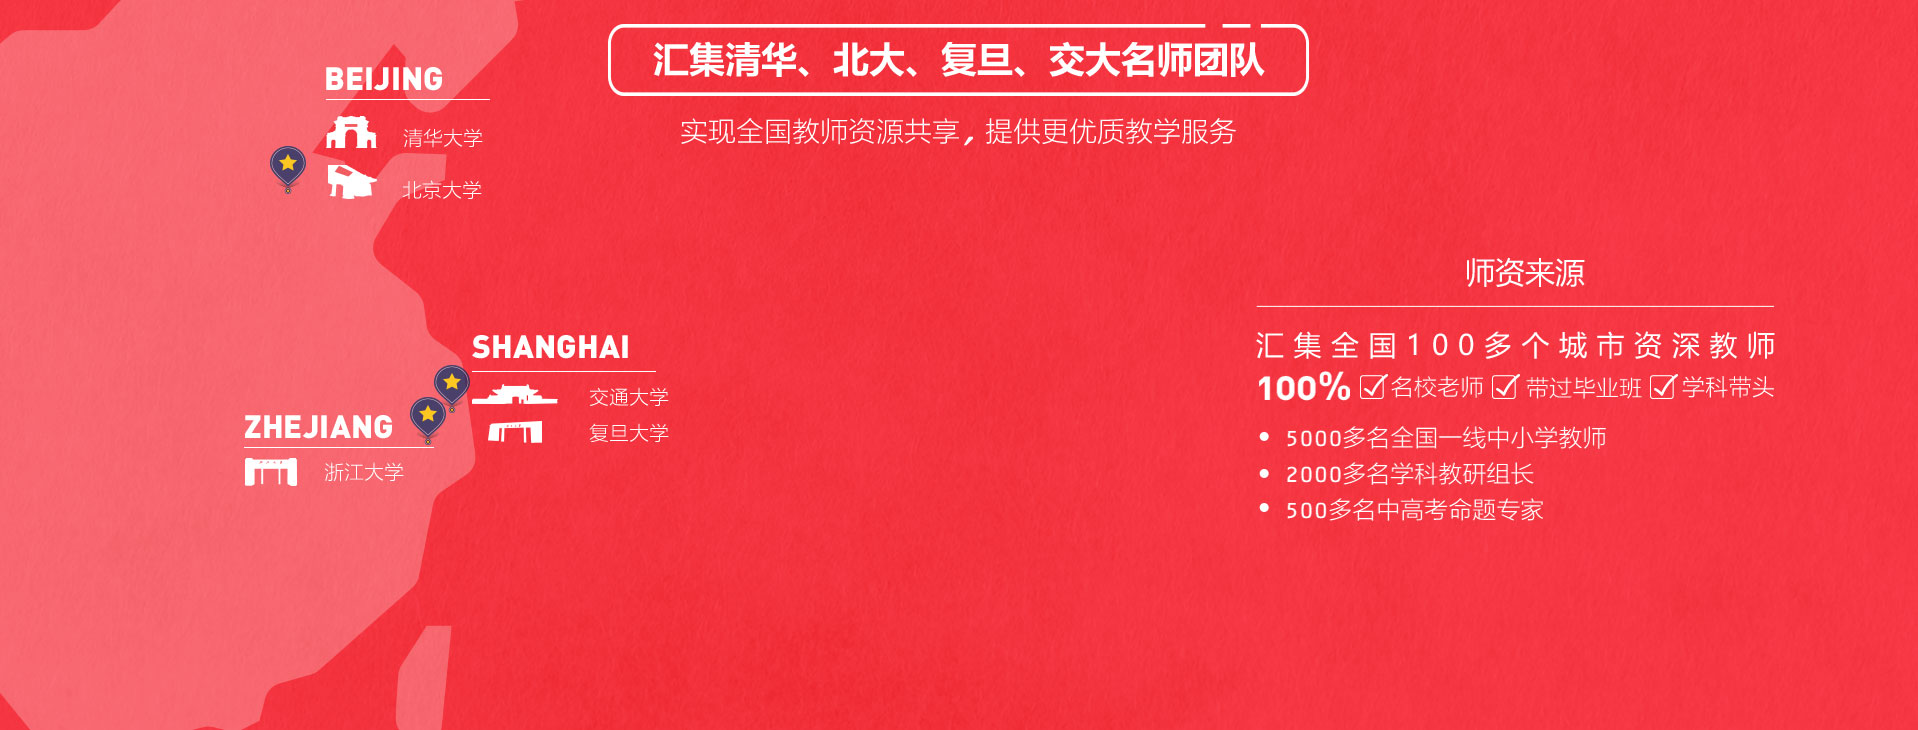 汇集清华、北大、复旦、交大名师团队
实现全国教师资源共享,提供更优质教学服务
BEIJING
清华大学
北京大学
SHANGHAI
交通大学
复旦大学
ZHEJIANG
浙江大学
师资来源
汇集全国100多个城市资深教师
100% 名校老师 带过毕业班 学科带头
• 5000多名全国一线中小学教师
• 2000多名学科教研组长
• 500多名中高考命题专家